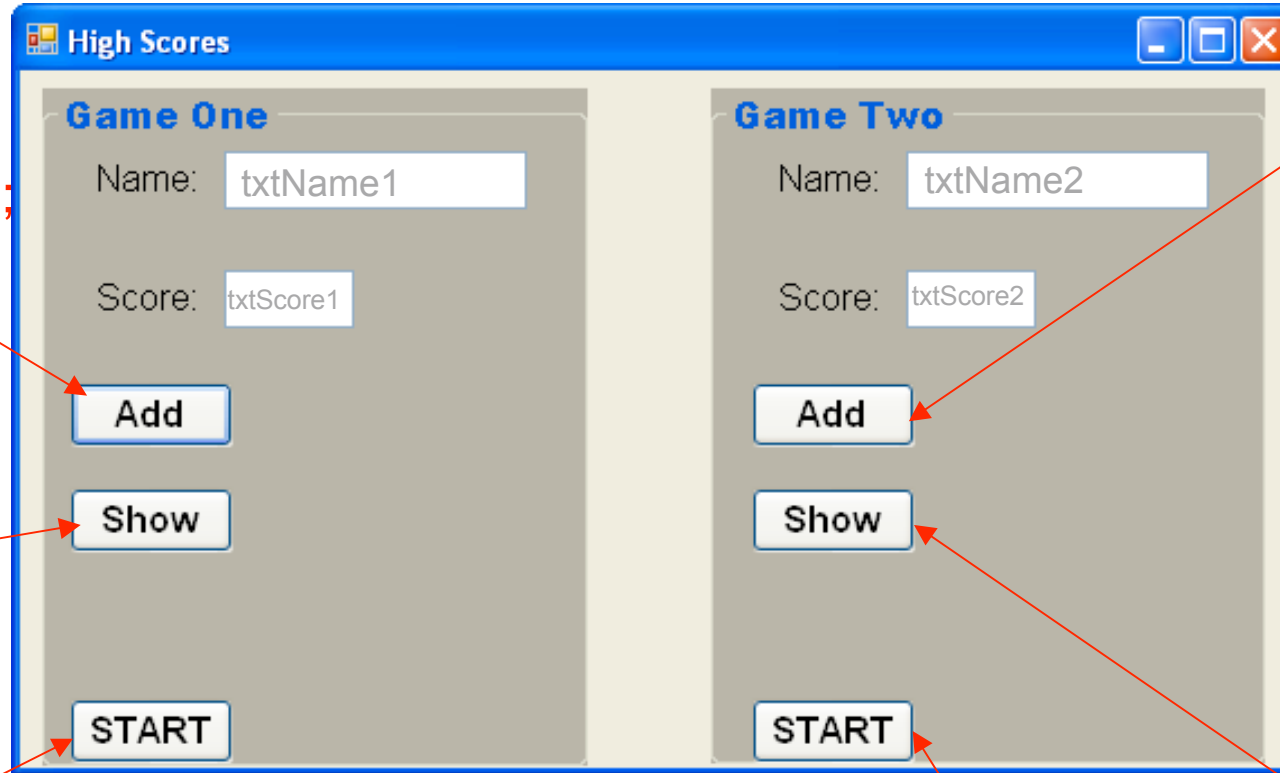 High Scores
Game One
Name: txtName1
Score: txtScore1
Add
Show
START
Game Two
Name: txtName2
Score: txtScore2
Add
Show
START
;